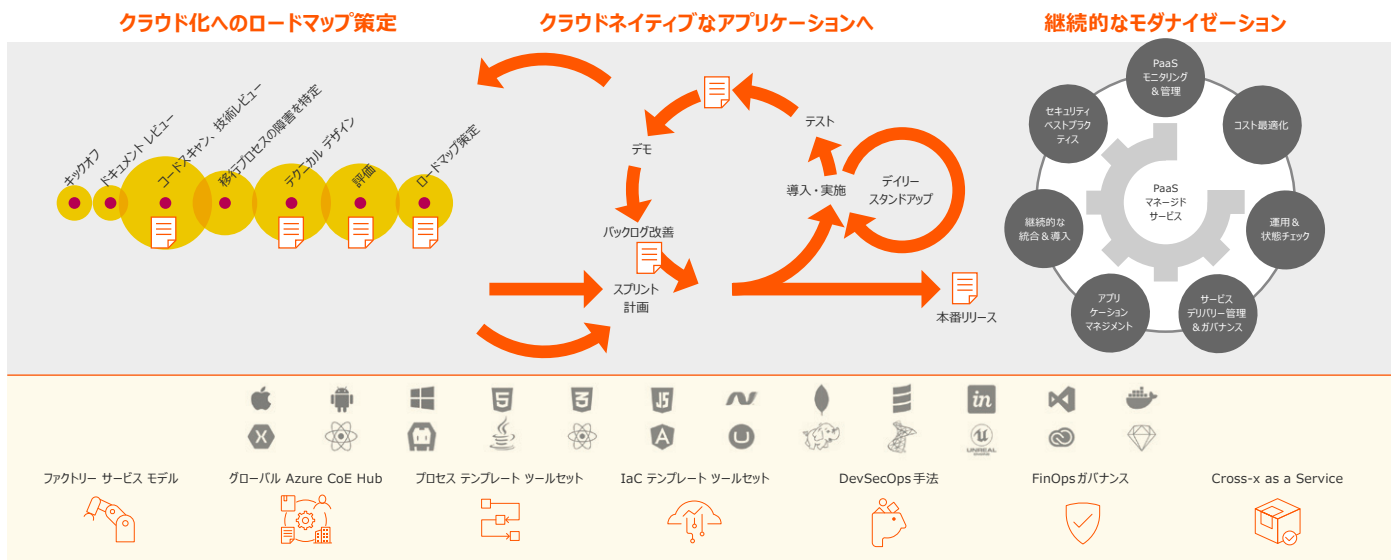 クラウド化へのロードマップ策定
クラウドネイティブなアプリケーションへ
継続的なモダナイゼーション
キックオフ
ドキュメント レビュー
コードスキャン、技術レビュー
移行プロセスの障害を特定
テクニカル デザイン
評価
ロードマップ策定
テスト
デモ
導入・実施
デイリー
スタンドアップ
バックログ改善
スプリント
計画
本番リリース
PaaS
モニタリング
&管理
セキュリティ
ベストプラク
ティス
コスト最適化
PaaS
マネージド
サービス
継続的な
統合&導入
運用&
状態チェック
アプリ
ケーション
マネジメント
サービス
デリバリー管理
&ガバナンス
5
3
JS
in
X
A
U
UNREAL
ファクトリー サービス モデル
グローバル Azure CoE Hub
プロセス テンプレート ツールセット
IaC テンプレート ツールセット
DevSecOps 手法
FinOpsガバナンス
Cross-x as a Service